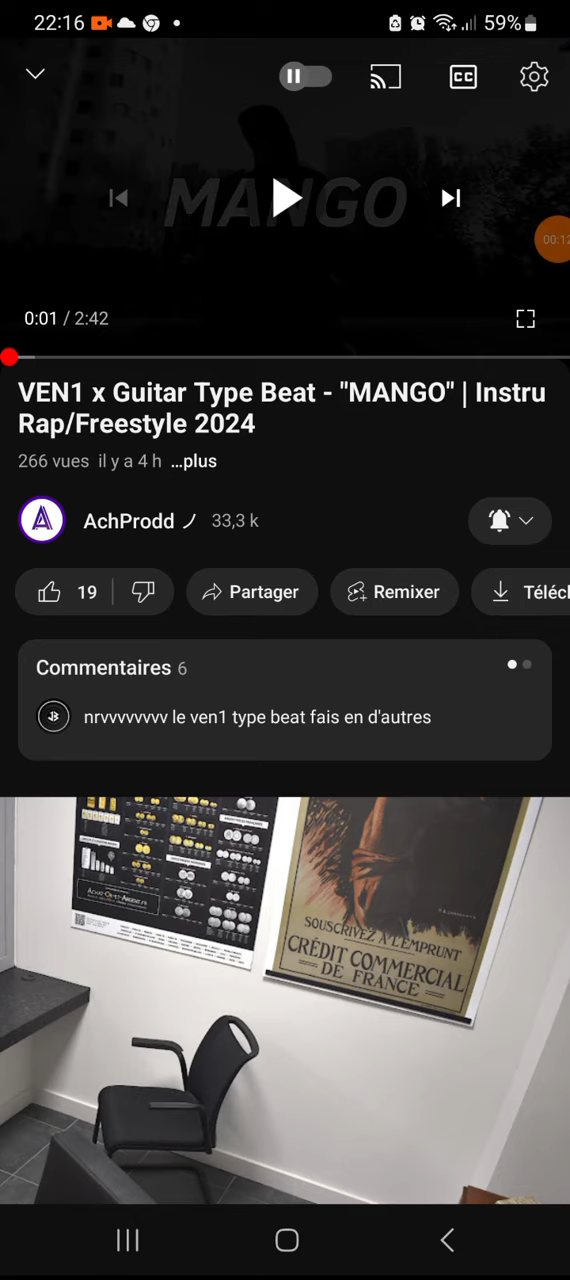 22:16
59%
CC
MANGO
00:12
0:01 / 2:42
VEN1 x Guitar Type Beat - "MANGO" | Instru
Rap/Freestyle 2024
266 vues il y a 4 h ...plus
AchProdd ノ 33,3 k
19
Partager
Remixer
Commentaires 6
nrvvvvvvvv le ven1 type beat fais en d'autres
SOUSCRIVEZ A L'EMPRUNT
CRÉDIT COMMERCIAL
DE FRANCE